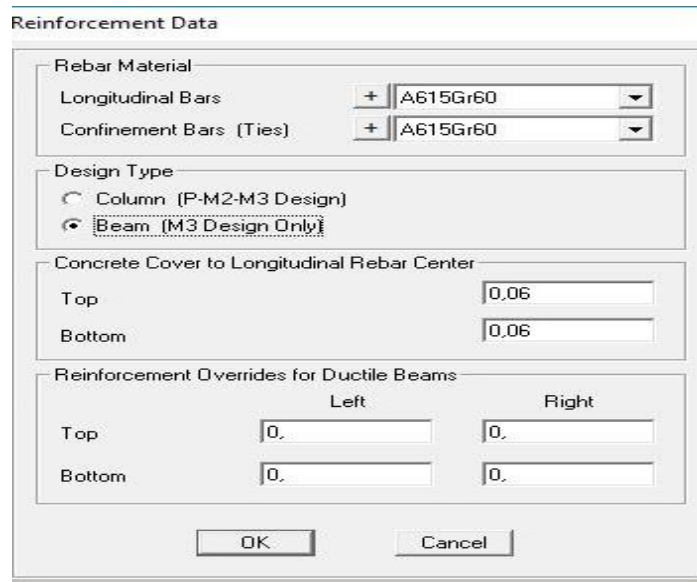 Reinforcement Data
Rebar Material
Longitudinal Bars + A615Gr60
Confinement Bars (Ties) + A615Gr60
Design Type
Column (P-M2-M3 Design)
Beam (M3 Design Only)
Concrete Cover to Longitudinal Rebar Center
Top 0,06
Bottom 0,06
Reinforcement Overrides for Ductile Beams
Left Right
Top 0, 0,
Bottom 0, 0,
OK Cancel